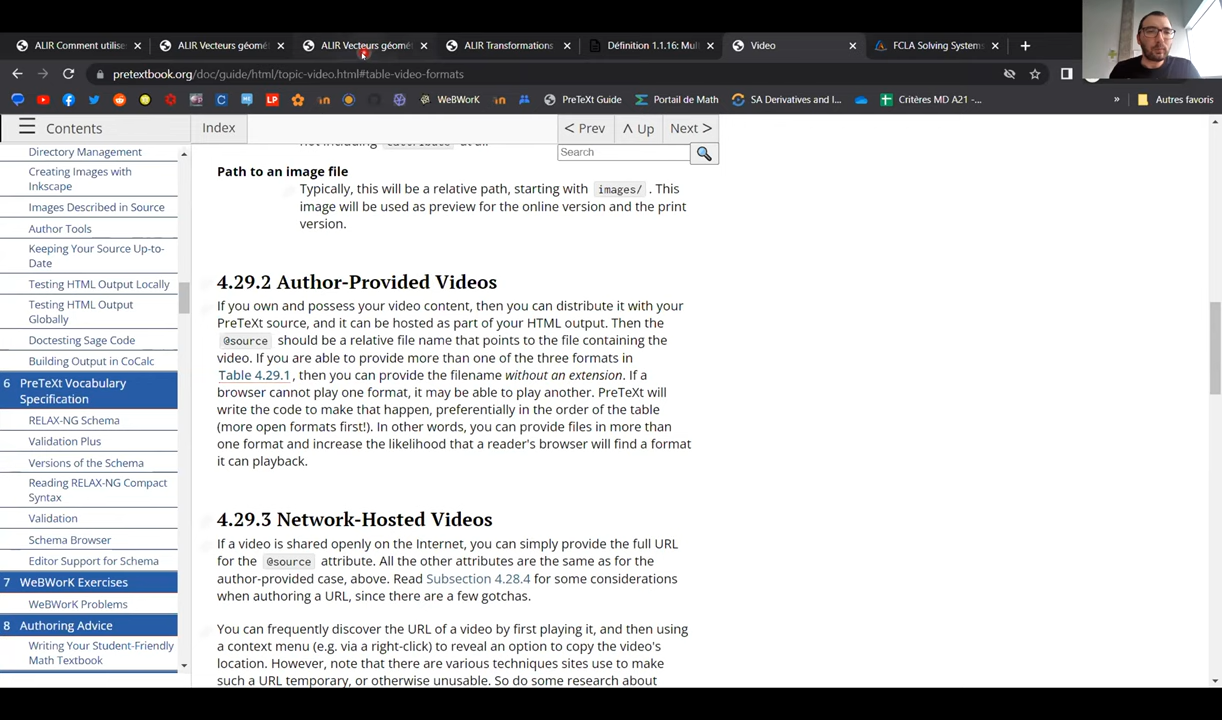 ALIR Comment utilise
ALIR Vecteurs géomé
ALIR Vecteurs géomé
ALIR Transformations
Définition 1.1.16: Mul
Video
FCLA Solving System
pretextbook.org/doc/guide/html/topic-video.html#table-video-formats
WeBWorK
PreTeXt Guide
Portail de Math
SA Derivatives and I...
Critères MD A21 -...
»
Autres favoris
Contents
Index
< Prev
Up
Next >
Search
Directory Management
Creating Images with
Inkscape
Images Described in Source
Author Tools
Keeping Your Source Up-to-
Date
Testing HTML Output Locally
Testing HTML Output
Globally
Doctesting Sage Code
Building Output in CoCalc
6 PreTeXt Vocabulary
Specification
RELAX-NG Schema
Validation Plus
Versions of the Schema
Reading RELAX-NG Compact
Syntax
Validation
Schema Browser
Editor Support for Schema
7 WeBWorK Exercises
WeBWorK Problems
8 Authoring Advice
Writing Your Student-Friendly
Math Textbook
Path to an image file
Typically, this will be a relative path, starting with images/ . This
image will be used as preview for the online version and the print
version.
4.29.2 Author-Provided Videos
If you own and possess your video content, then you can distribute it with your
PreTeXt source, and it can be hosted as part of your HTML output. Then the
@source should be a relative file name that points to the file containing the
video. If you are able to provide more than one of the three formats in
Table 4.29.1, then you can provide the filename without an extension. If a
browser cannot play one format, it may be able to play another. PreTeXt will
write the code to make that happen, preferentially in the order of the table
(more open formats first!). In other words, you can provide files in more than
one format and increase the likelihood that a reader's browser will find a format
it can playback.
4.29.3 Network-Hosted Videos
If a video is shared openly on the Internet, you can simply provide the full URL
for the @source attribute. All the other attributes are the same as for the
author-provided case, above. Read Subsection 4.28.4 for some considerations
when authoring a URL, since there are a few gotchas.
You can frequently discover the URL of a video by first playing it, and then using
a context menu (e.g. via a right-click) to reveal an option to copy the video's
location. However, note that there are various techniques sites use to make
such a URL temporary, or otherwise unusable. So do some research about